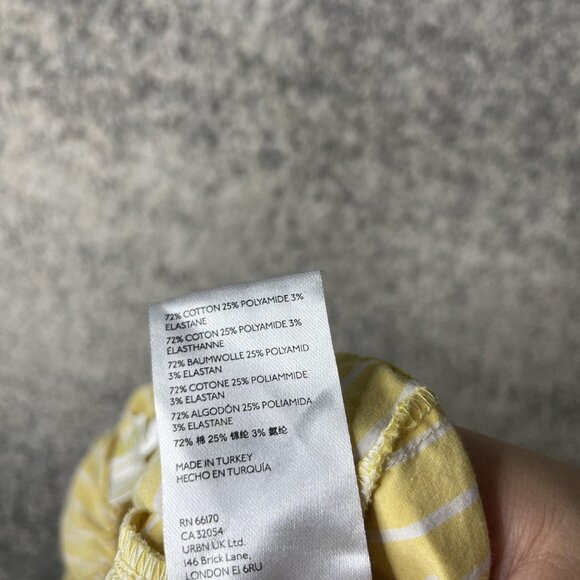 72% COTTON 25% POLYAMIDE 3%
ELASTANE
72% COTON 25% POLYAMIDE 3%
ÉLASTHANNE
72% BAUMWOLLE 25% POLYAMID
3% ELASTAN
72% COTONE 25% POLIAMMIDE
3% ELASTAN
72% ALGODÓN 25% POLIAMIDA
3% ELASTANE
72% 棉 25% 锦纶 3% 氨纶
MADE IN TURKEY
HECHO EN TURQUÍA
RN 66170
CA 32054
URBN UK Ltd.
146 Brick Lane,
LONDON E1 6RU